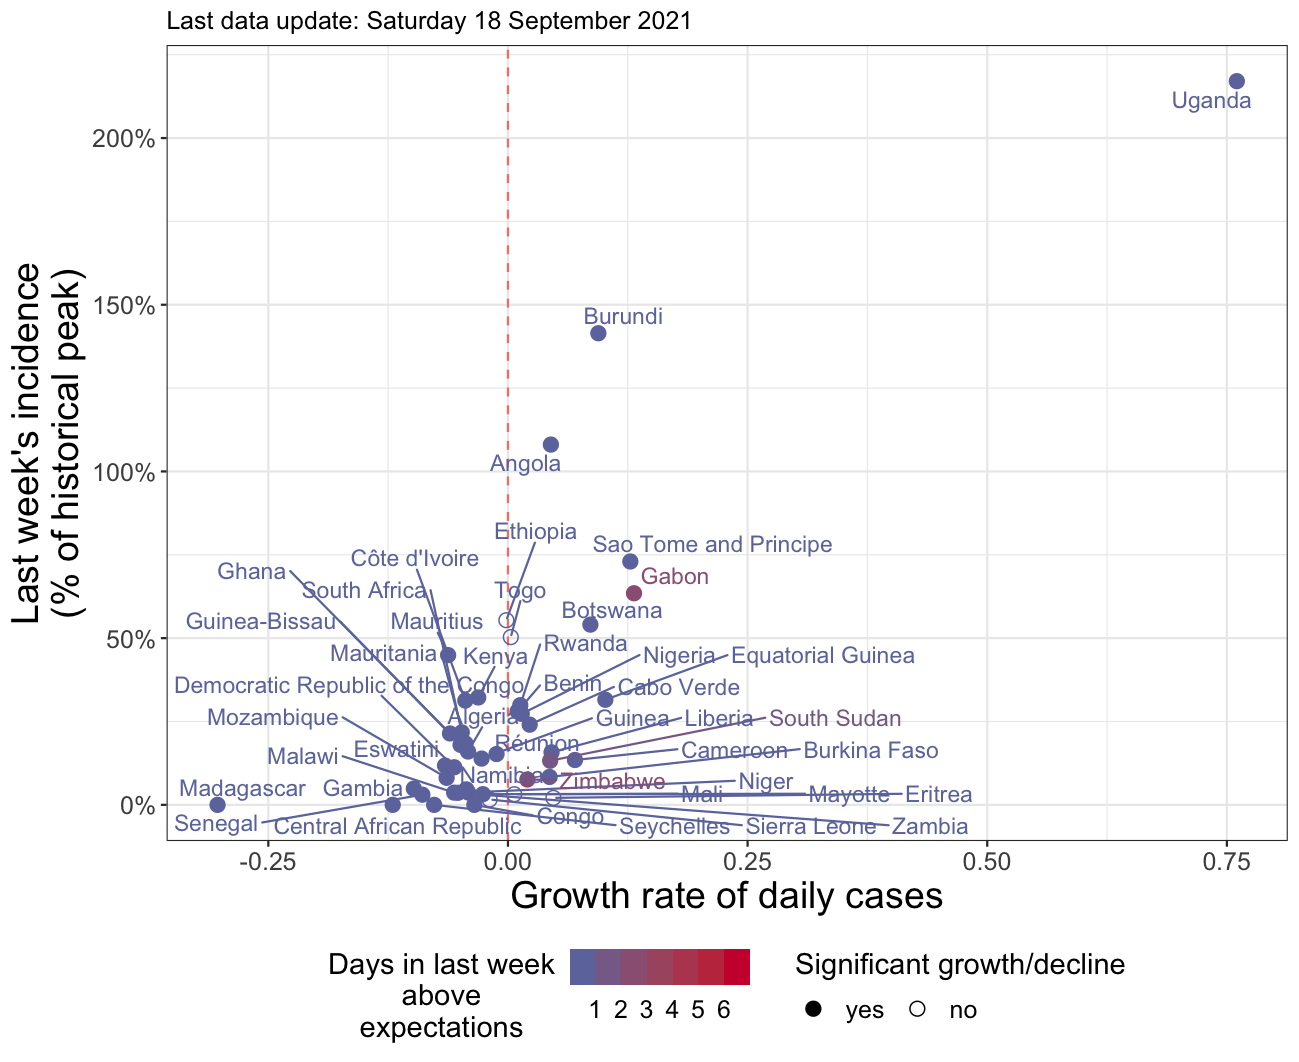 Last data update: Saturday 18 September 2021
Last week's incidence
(% of historical peak)
200%
150%
100%
50%
0%
Uganda
Burundi
Angola
Ethiopia
Sao Tome and Principe
Côte d'Ivoire
Ghana
Gabon
South Africa
Togo
Botswana
Guinea-Bissau
Mauritius
Rwanda
Mauritania
Kenya
Nigeria
Equatorial Guinea
Democratic Republic of the Congo
Benin
Cabo Verde
Mozambique
Algeria
Guinea
Liberia
South Sudan
Réunion
Malawi
Eswatini
Cameroon
Burkina Faso
Namibia
Zimbabwe
Niger
Madagascar
Gambia
Mali
Mayotte
Eritrea
Congo
Senegal
Central African Republic
Seychelles
Sierra Leone
Zambia
-0.25
0.00
0.25
0.50
0.75
Growth rate of daily cases
Days in last week
above
expectations
1 2 3 4 5 6
Significant growth/decline
yes
no